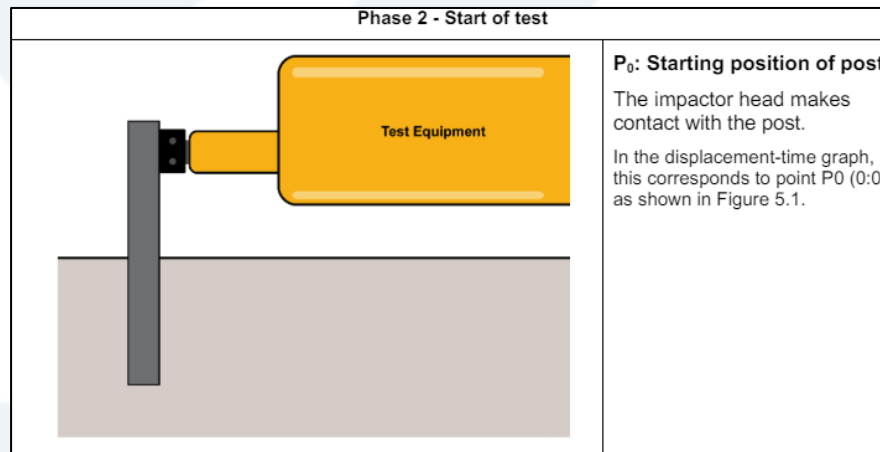 Phase 2 - Start of test
Test Equipment
P₀: Starting position of post
The impactor head makes
contact with the post.
In the displacement-time graph,
this corresponds to point P0 (0:0
as shown in Figure 5.1.